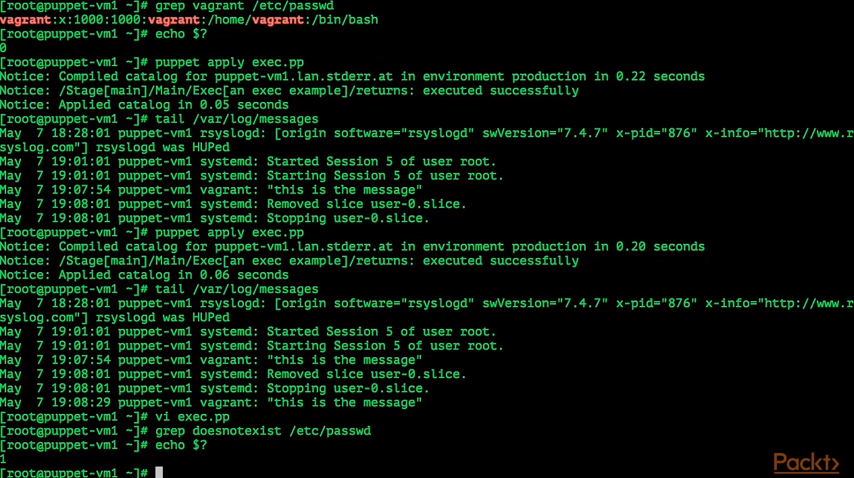 [root@puppet-vm1 ~]# grep vagrant /etc/passwd
vagrant:x:1000:1000:vagrant:/home/vagrant:/bin/bash
[root@puppet-vm1 ~]# echo $?
0
[root@puppet-vm1 ~]# puppet apply exec.pp
Notice: Compiled catalog for puppet-vm1.lan.stderr.at in environment production in 0.22 seconds
Notice: /Stage[main]/Main/Exec[an exec example]/returns: executed successfully
Notice: Applied catalog in 0.05 seconds
[root@puppet-vm1 ~]# tail /var/log/messages
May  7 18:28:01 puppet-vm1 rsyslogd: [origin software="rsyslogd" swVersion="7.4.7" x-pid="876" x-info="http://www.r
syslog.com"] rsyslogd was HUPed
May  7 19:01:01 puppet-vm1 systemd: Started Session 5 of user root.
May  7 19:01:01 puppet-vm1 systemd: Starting Session 5 of user root.
May  7 19:07:54 puppet-vm1 vagrant: "this is the message"
May  7 19:08:01 puppet-vm1 systemd: Removed slice user-0.slice.
May  7 19:08:01 puppet-vm1 systemd: Stopping user-0.slice.
[root@puppet-vm1 ~]# puppet apply exec.pp
Notice: Compiled catalog for puppet-vm1.lan.stderr.at in environment production in 0.20 seconds
Notice: /Stage[main]/Main/Exec[an exec example]/returns: executed successfully
Notice: Applied catalog in 0.06 seconds
[root@puppet-vm1 ~]# tail /var/log/messages
May  7 18:28:01 puppet-vm1 rsyslogd: [origin software="rsyslogd" swVersion="7.4.7" x-pid="876" x-info="http://www.r
syslog.com"] rsyslogd was HUPed
May  7 19:01:01 puppet-vm1 systemd: Started Session 5 of user root.
May  7 19:01:01 puppet-vm1 systemd: Starting Session 5 of user root.
May  7 19:07:54 puppet-vm1 vagrant: "this is the message"
May  7 19:08:01 puppet-vm1 systemd: Removed slice user-0.slice.
May  7 19:08:01 puppet-vm1 systemd: Stopping user-0.slice.
May  7 19:08:29 puppet-vm1 vagrant: "this is the message"
[root@puppet-vm1 ~]# vi exec.pp
[root@puppet-vm1 ~]# grep doesnotexist /etc/passwd
[root@puppet-vm1 ~]# echo $?
1
[root@puppet-vm1 ~]#
Packt>